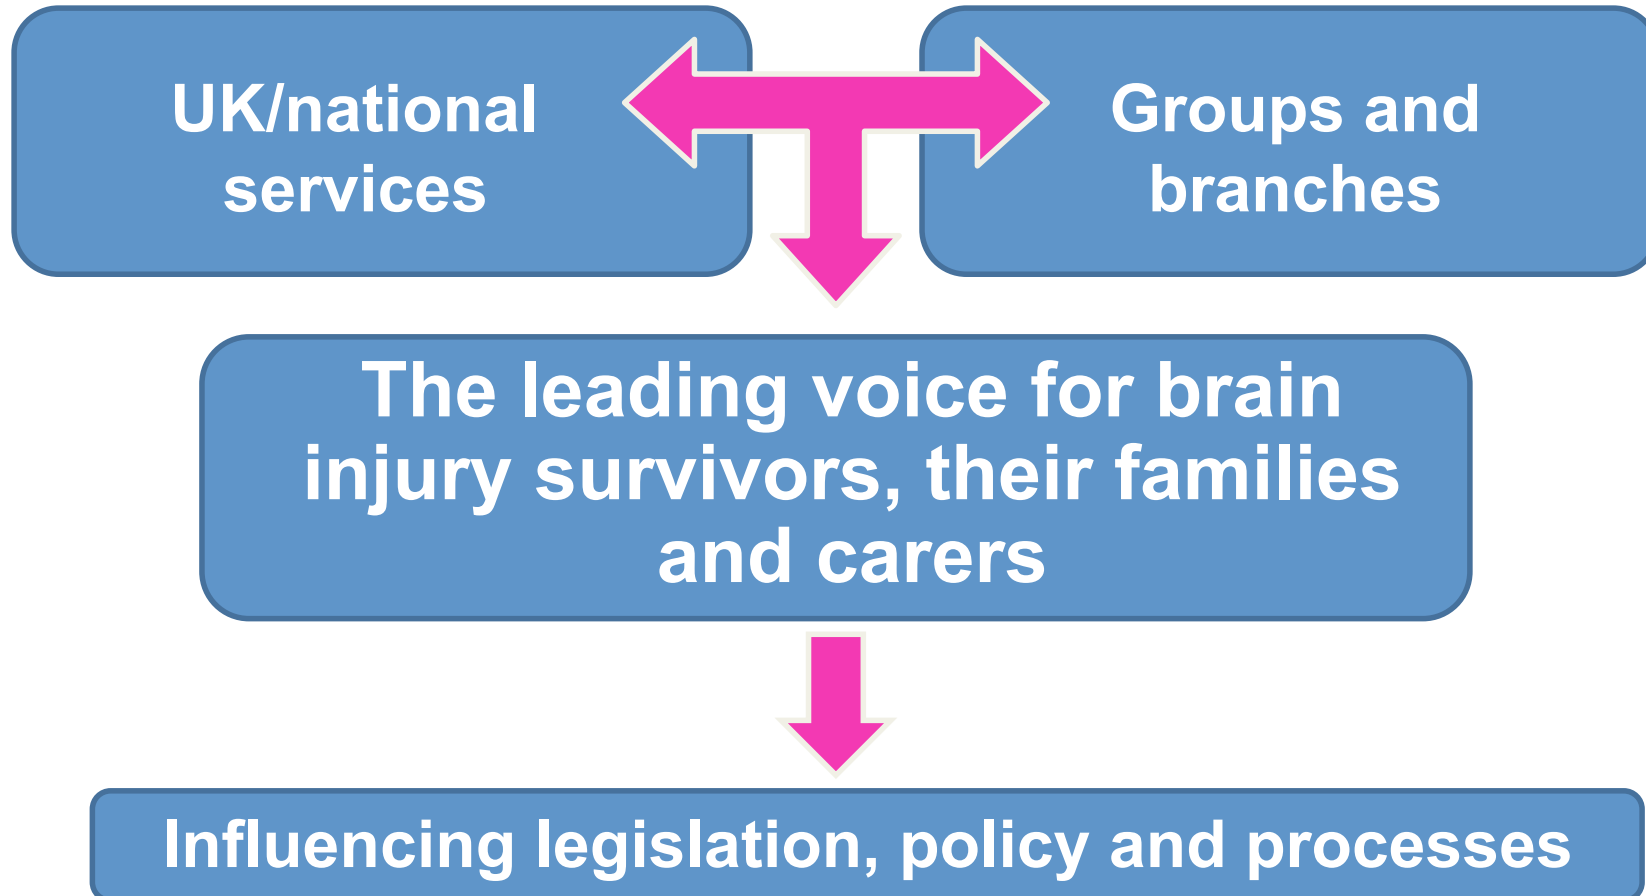 UK/national
services
Groups and
branches
The leading voice for brain
injury survivors, their families
and carers
Influencing legislation, policy and processes